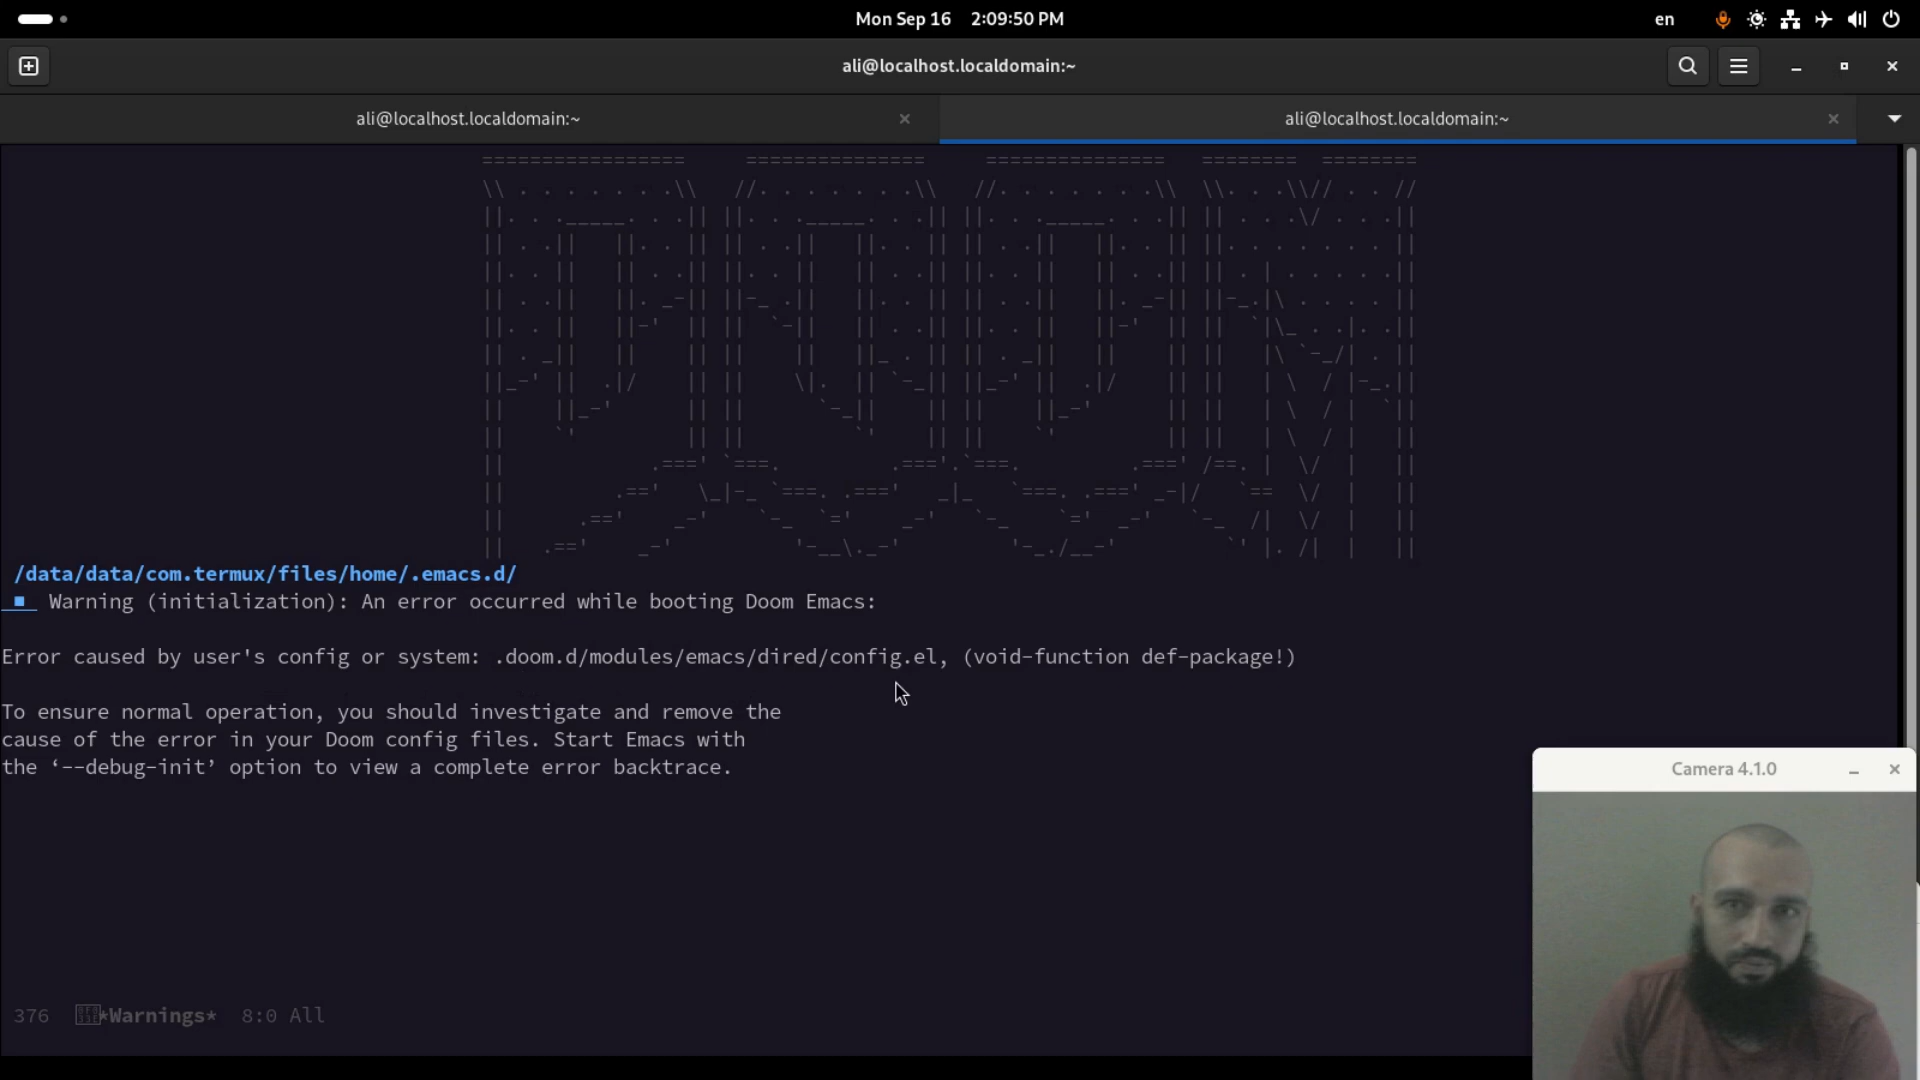 Mon Sep 16 2:09:50 PM
en
ali@localhost.localdomain:~
ali@localhost.localdomain:~
ali@localhost.localdomain:~
/data/data/com.termux/files/home/.emacs.d/
Warning (initialization): An error occurred while booting Doom Emacs:
Error caused by user's config or system: .doom.d/modules/emacs/dired/config.el, (void-function def-package!)
To ensure normal operation, you should investigate and remove the
cause of the error in your Doom config files. Start Emacs with
the ‘--debug-init’ option to view a complete error backtrace.
Camera 4.1.0
376 *Warnings* 8:0 All